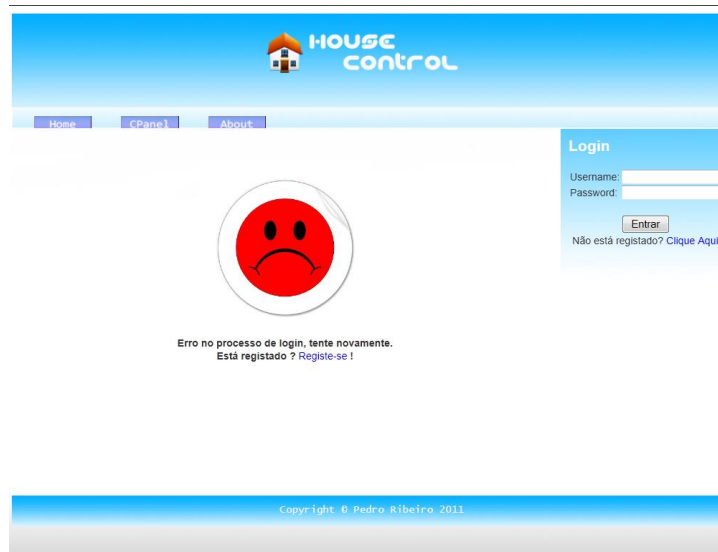 HOUSE
CONTROL
Home CPanel About
Login
Username:
Password:
Entrar
Não está registado? Clique Aqui
Erro no processo de login, tente novamente.
Está registado ? Registe-se !
Copyright © Pedro Ribeiro 2011